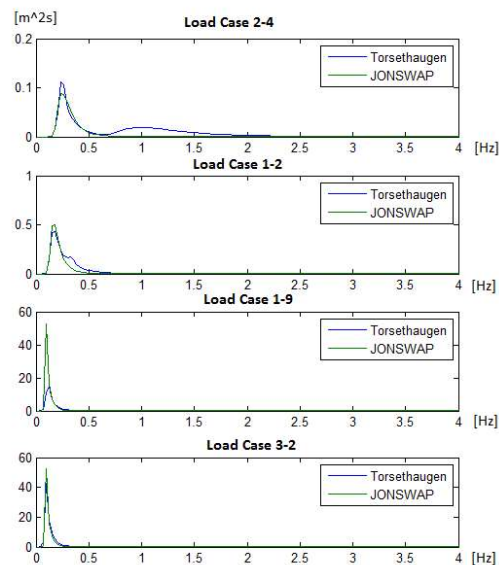 [m^2s]
Load Case 2-4
0.2
0.1
0
Torsethaugen
JONSWAP
0 0.5 1 1.5 2 2.5 3 3.5 4 [Hz]
Load Case 1-2
1
0.5
0
Torsethaugen
JONSWAP
0 0.5 1 1.5 2 2.5 3 3.5 4 [Hz]
Load Case 1-9
60
40
20
0
Torsethaugen
JONSWAP
0 0.5 1 1.5 2 2.5 3 3.5 4 [Hz]
Load Case 3-2
60
40
20
0
Torsethaugen
JONSWAP
0 0.5 1 1.5 2 2.5 3 3.5 4 [Hz]